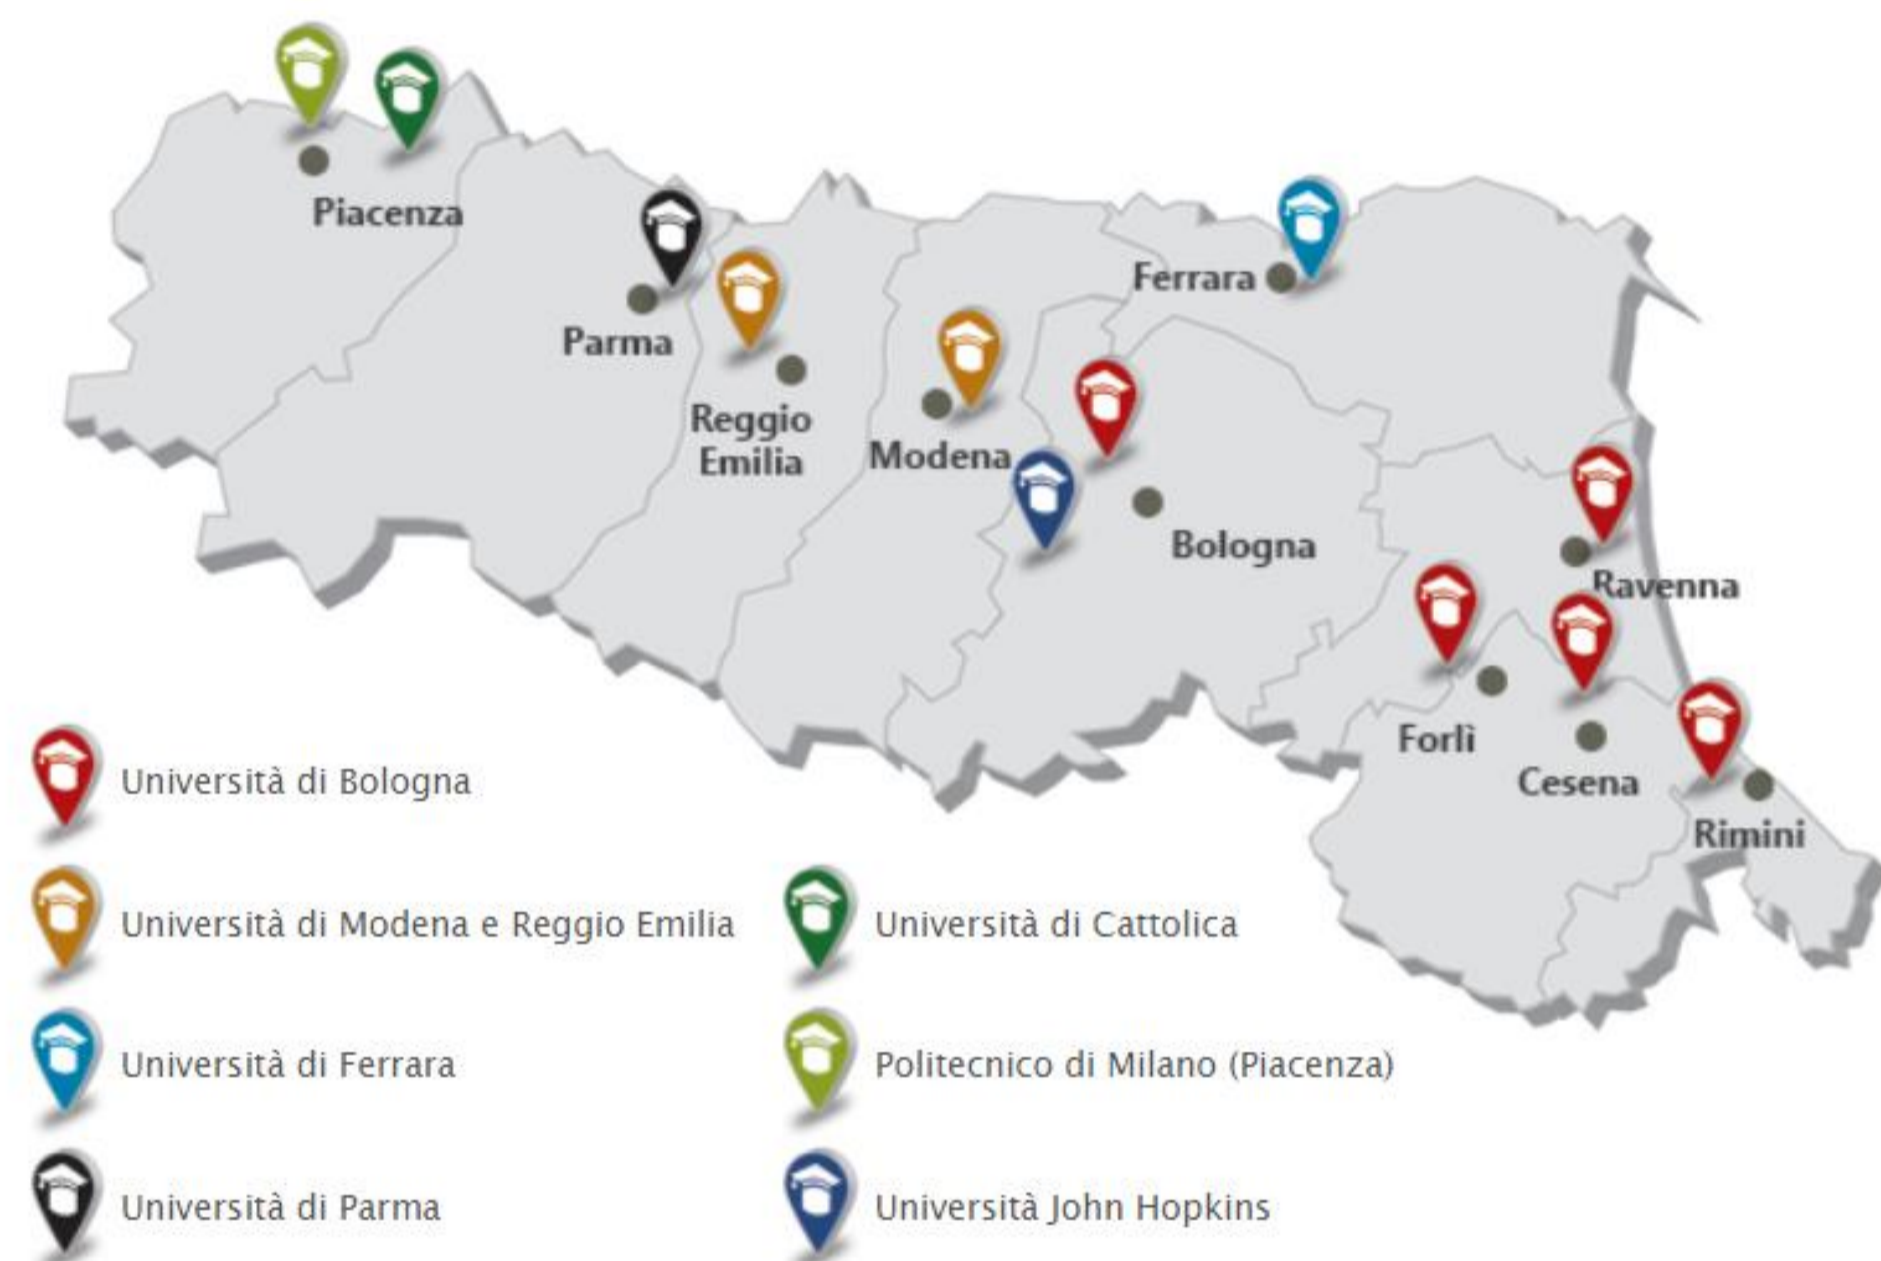 Piacenza
Parma
Reggio
Emilia
Modena
Ferrara
Bologna
Ravenna
Forlì
Cesena
Rimini
Università di Bologna
Università di Modena e Reggio Emilia
Università di Ferrara
Università di Parma
Università di Cattolica
Politecnico di Milano (Piacenza)
Università John Hopkins